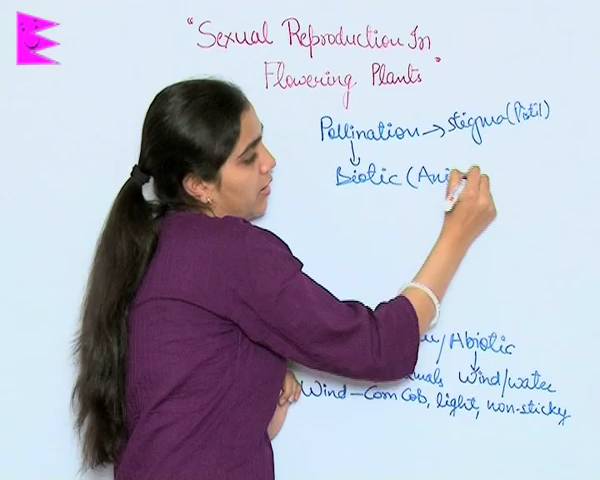 "Sexual Reproduction In
Flowering Plants"
Pollination → stigma (Pistil)
Biotic (Ani
/Abiotic
Wind/water
Wind – Corn Cob, light, non-sticky